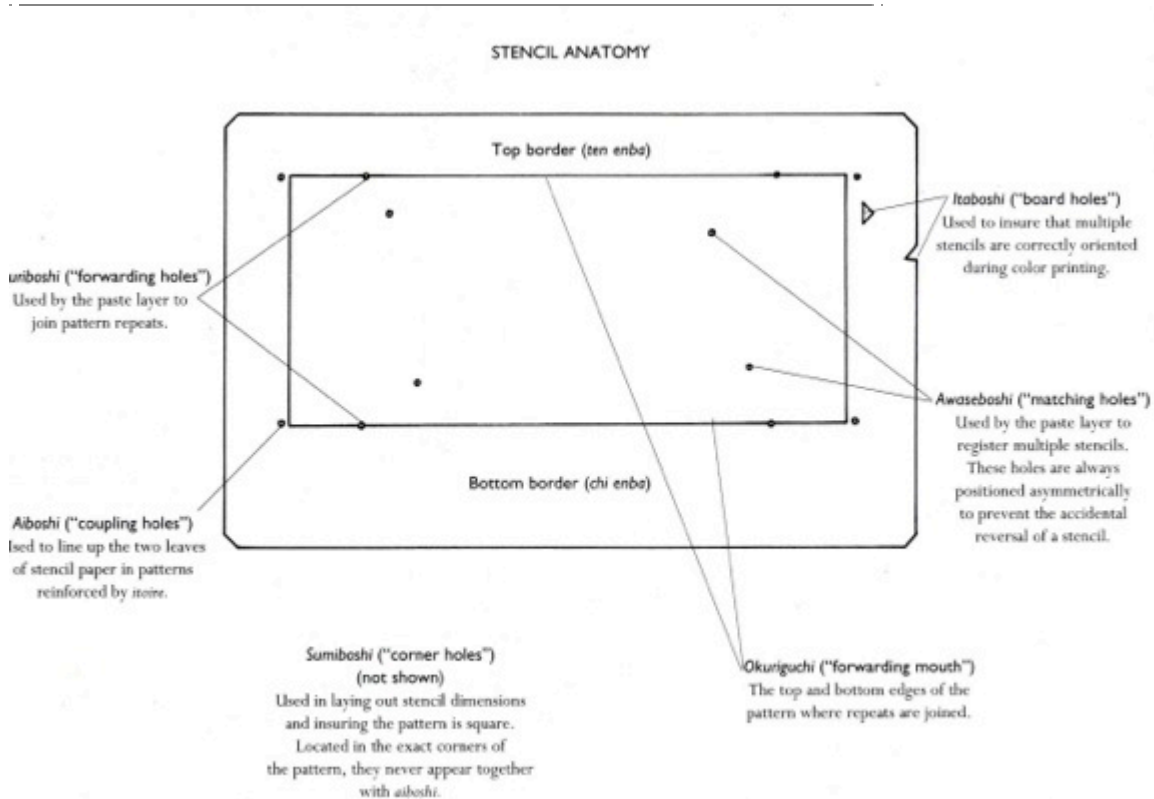 STENCIL ANATOMY
Top border (ten enba)
Itaboshi (“board holes”)
Used to insure that multiple
stencils are correctly oriented
during color printing.
uriboshi (“forwarding holes”)
Used by the paste layer to
join pattern repeats.
Awaseboshi (“matching holes”)
Used by the paste layer to
register multiple stencils.
These holes are always
positioned asymmetrically
to prevent the accidental
reversal of a stencil.
Bottom border (chi enba)
Aiboshi (“coupling holes”)
sed to line up the two leaves
of stencil paper in patterns
reinforced by itoire.
Sumiboshi (“corner holes”)
(not shown)
Used in laying out stencil dimensions
and insuring the pattern is square.
Located in the exact corners of
the pattern, they never appear together
with aiboshi.
Okuriguchi (“forwarding mouth”)
The top and bottom edges of the
pattern where repeats are joined.